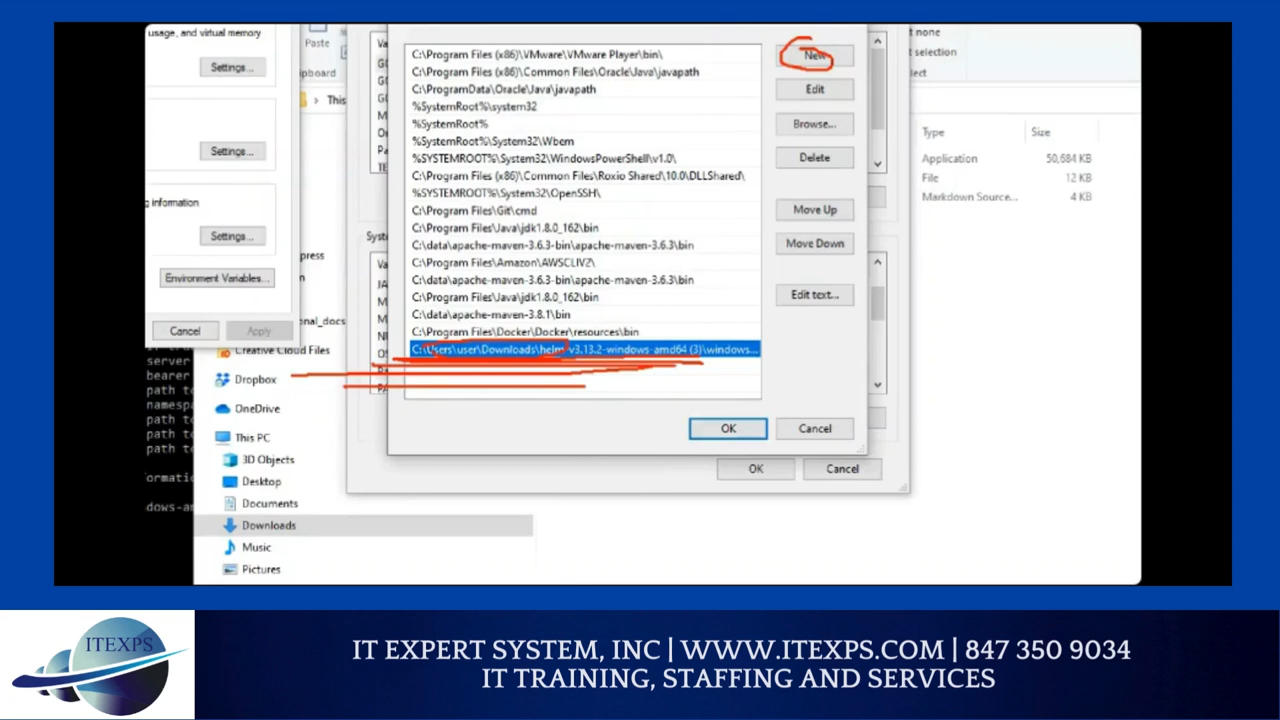 usage, and virtual memory
Settings...
Settings...
Settings...
Environment Variables...
Cancel
Apply
Paste
This
C:\Program Files (x86)\VMware\VMware Player\bin\
C:\Program Files (x86)\Common Files\Oracle\Java\javapath
C:\ProgramData\Oracle\Java\javapath
%SystemRoot%\system32
%SystemRoot%
%SystemRoot%\System32\Wbem
%SYSTEMROOT%\System32\WindowsPowerShell\v1.0\
C:\Program Files (x86)\Common Files\Roxio Shared\10.0\DLLShared\
%SYSTEMROOT%\System32\OpenSSH\
C:\Program Files\Git\cmd
C:\Program Files\Java\jdk1.8.0_162\bin
C:\data\apache-maven-3.6.3-bin\apache-maven-3.6.3\bin
C:\Program Files\Amazon\AWSCLIV2\
C:\data\apache-maven-3.6.3-bin\apache-maven-3.6.3\bin
C:\Program Files\Java\jdk1.8.0_162\bin
C:\data\apache-maven-3.8.1\bin
C:\Program Files\Docker\Docker\resources\bin
C:\Users\user\Downloads\helm-v3.13.2-windows-amd64 (3)\windows...
New
Edit
Browse...
Delete
Move Up
Move Down
Edit text...
OK
Cancel
OK
Cancel
none
selection
Type
Size
Application
50,684 KB
File
12 KB
Markdown Source...
4 KB
information
Creative Cloud Files
Dropbox
OneDrive
This PC
3D Objects
Desktop
Documents
Downloads
Music
Pictures
server
bearer
path
path
path
path
ITEXPS
IT EXPERT SYSTEM, INC | WWW.ITEXPS.COM | 847 350 9034
IT TRAINING, STAFFING AND SERVICES